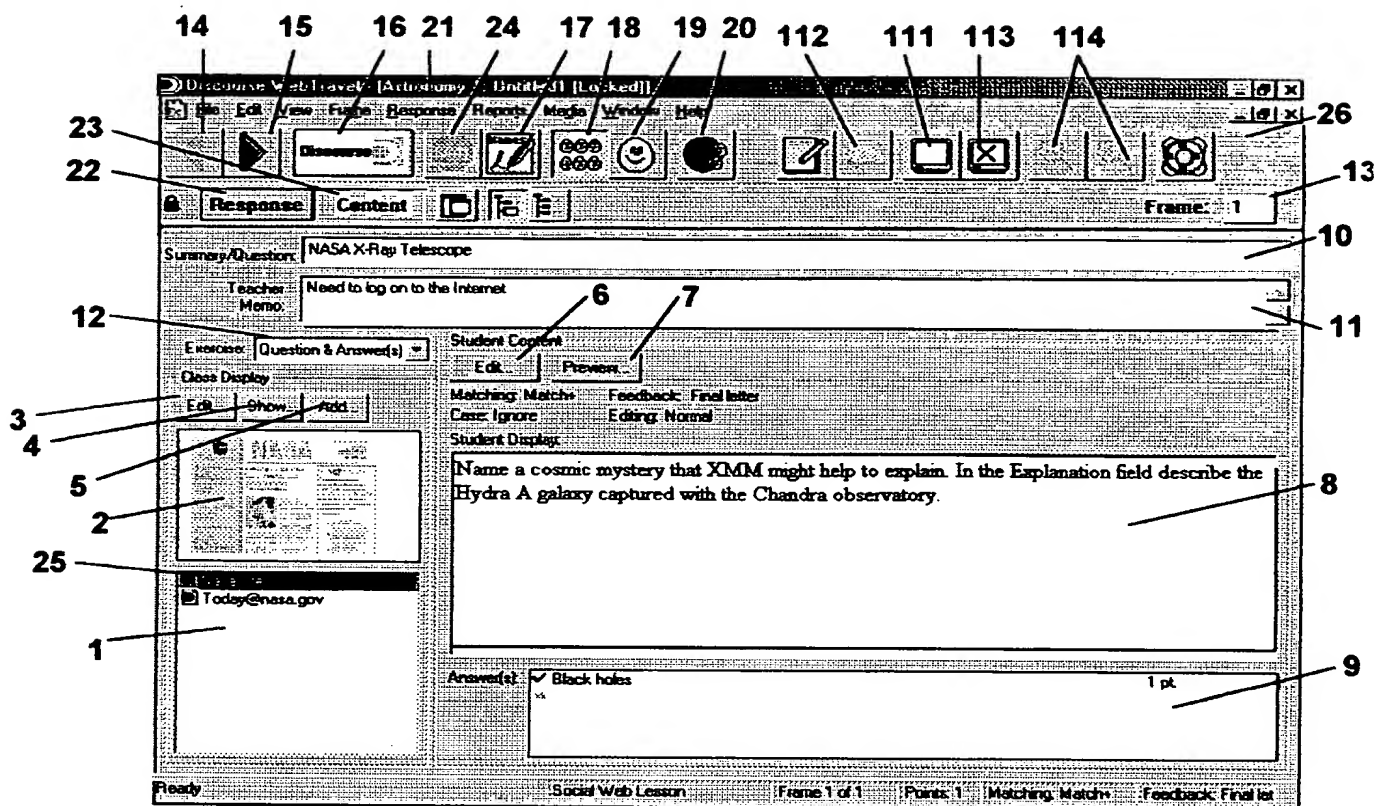 14 15 16 21 24 17 18 19 20 112 111 113 114
Discourse WebTravel - [Astronomy Untitled1 [Locked]]
File Edit View Frame Response Reports Media Window Help
23
26
Discourse
22
13
Response Content Frame: 1
10
Summary/Question: NASA X-Ray Telescope
Teacher Memo: Need to log on to the Internet
6 7
11
12
Exercise: Question & Answer(s)
Student Content
Edit... Preview...
Class Display
Matching: Match+ Feedback: Final letter
3
Edit... Show... Add...
Case: Ignore Editing: Normal
4
Student Display:
5
Name a cosmic mystery that XMM might help to explain. In the Explanation field describe the
Hydra A galaxy captured with the Chandra observatory.
8
2
25
Today@nasa.gov
1
Answer(s): Black holes 1 pt.
9
Ready Social Web Lesson Frame 1 of 1 Points: 1 Matching: Match+ Feedback: Final let